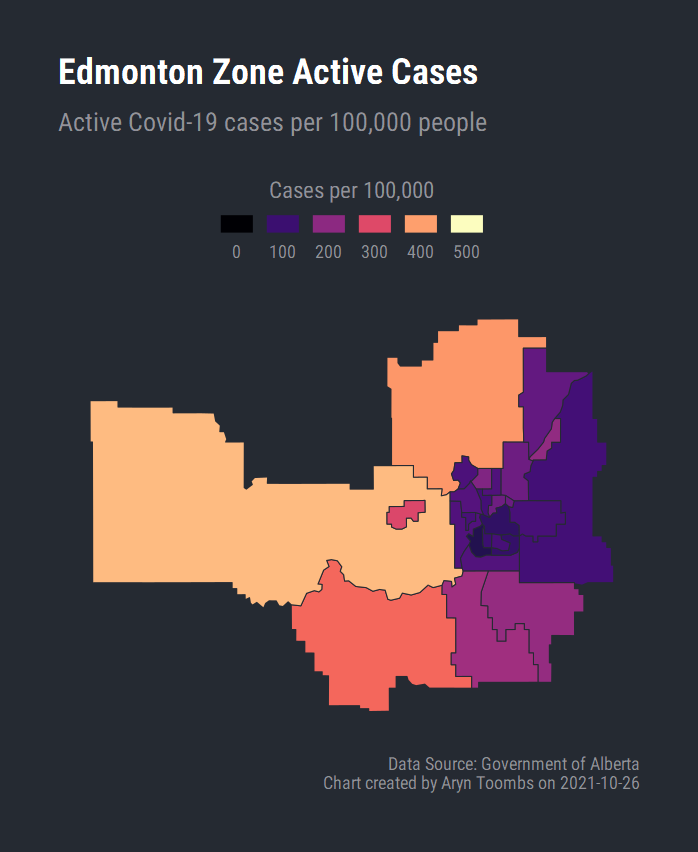 Edmonton Zone Active Cases
Active Covid-19 cases per 100,000 people
Cases per 100,000
0 100 200 300 400 500
Data Source: Government of Alberta
Chart created by Aryn Toombs on 2021-10-26